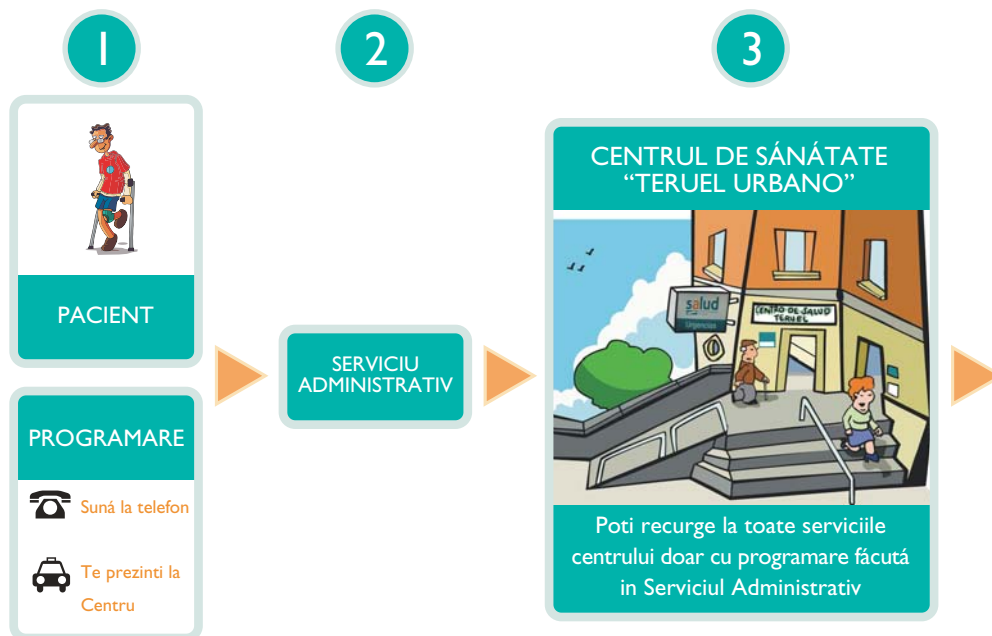 1
2
3
PACIENT
PROGRAMARE
Suná la telefon
Te prezinti la
Centru
SERVICIU
ADMINISTRATIV
CENTRUL DE SÁNÁTATE
“TERUEL URBANO”
salud
Urgencias
CENTRO DE SALUD
TERUEL
Poti recurge la toate serviciile
centrului doar cu programare fácutá
in Serviciul Administrativ